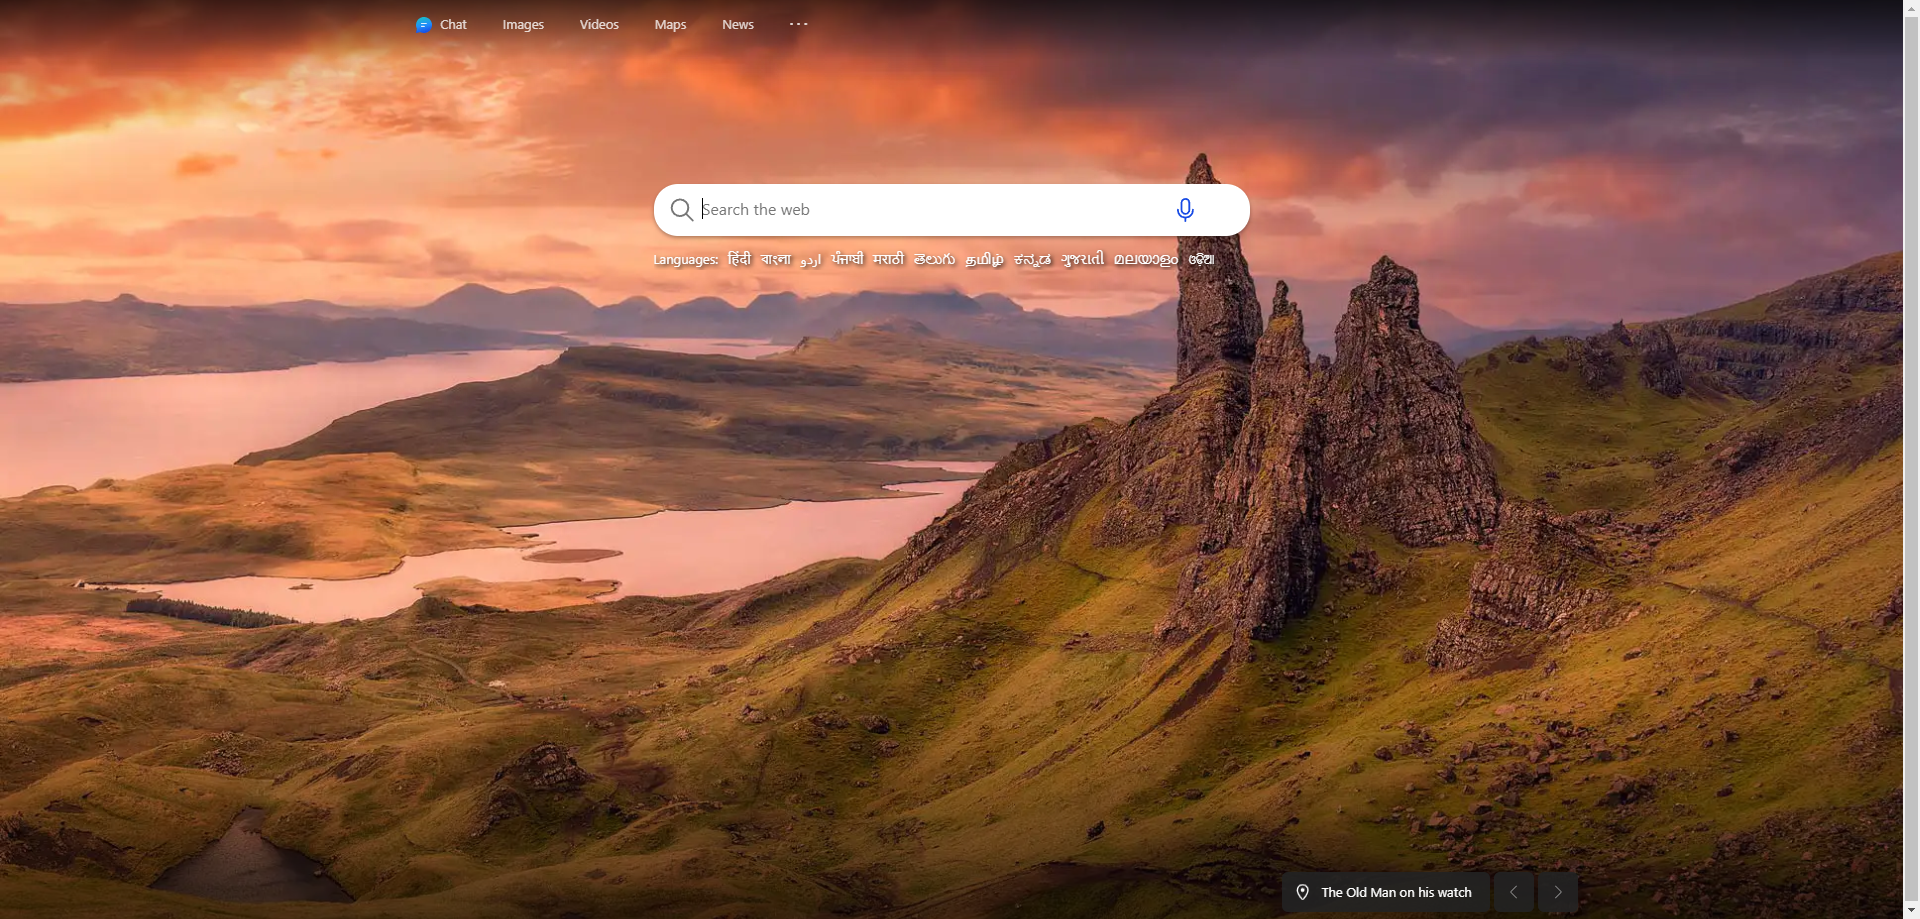 Chat Images Videos Maps News ...
Search the web
Languages: हिंदी বাংলা اردو ਪੰਜਾਬੀ मराठी తెలుగు தமிழ் ಕನ್ನಡ ગુજરાતી മലയാളം ଓଡ଼ିଆ
The Old Man on his watch